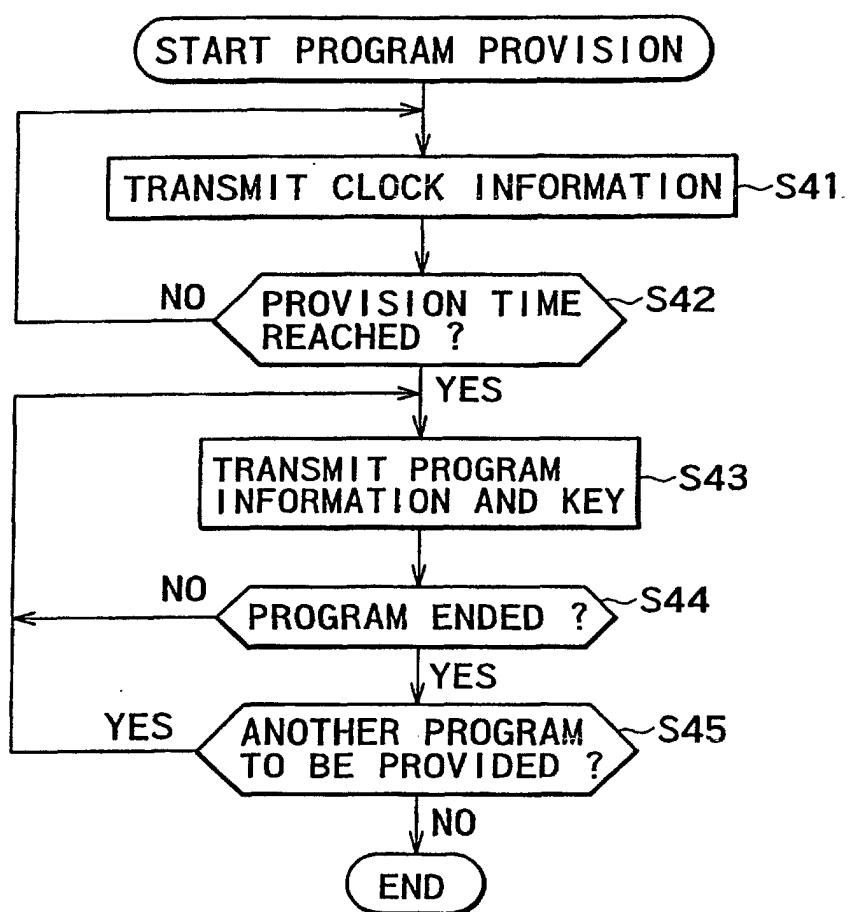 START PROGRAM PROVISION
TRANSMIT CLOCK INFORMATION
S41
NO
PROVISION TIME
REACHED ?
S42
YES
TRANSMIT PROGRAM
INFORMATION AND KEY
S43
NO
PROGRAM ENDED ?
S44
YES
YES
ANOTHER PROGRAM
TO BE PROVIDED ?
S45
NO
END